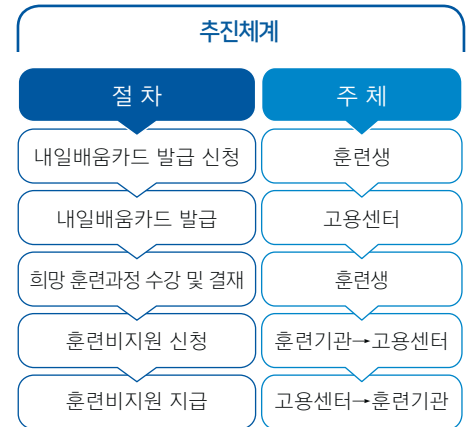 추진체계
절 차 주 체
내일배움카드 발급 신청 훈련생
내일배움카드 발급 고용센터
희망 훈련과정 수강 및 결재 훈련생
훈련비지원 신청 훈련기관→고용센터
훈련비지원 지급 고용센터→훈련기관